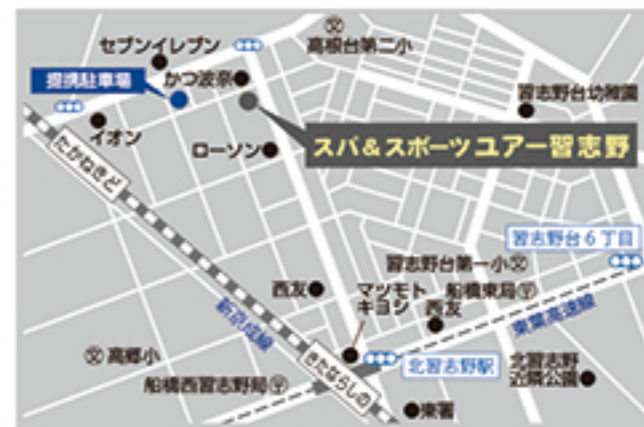 セブンイレブン
高根台第二小
提携駐車場
かつ波奈
習志野台幼稚園
イオン
ローソン
スパ&スポーツユアー習志野
たかねきど
習志野台6丁目
習志野台第一小
西友
マツモト
キヨシ
船橋東局
西友
東葉高速線
新京成線
高郷小
きたならしの
北習志野駅
北習志野
近隣公園
船橋西習志野局
東署